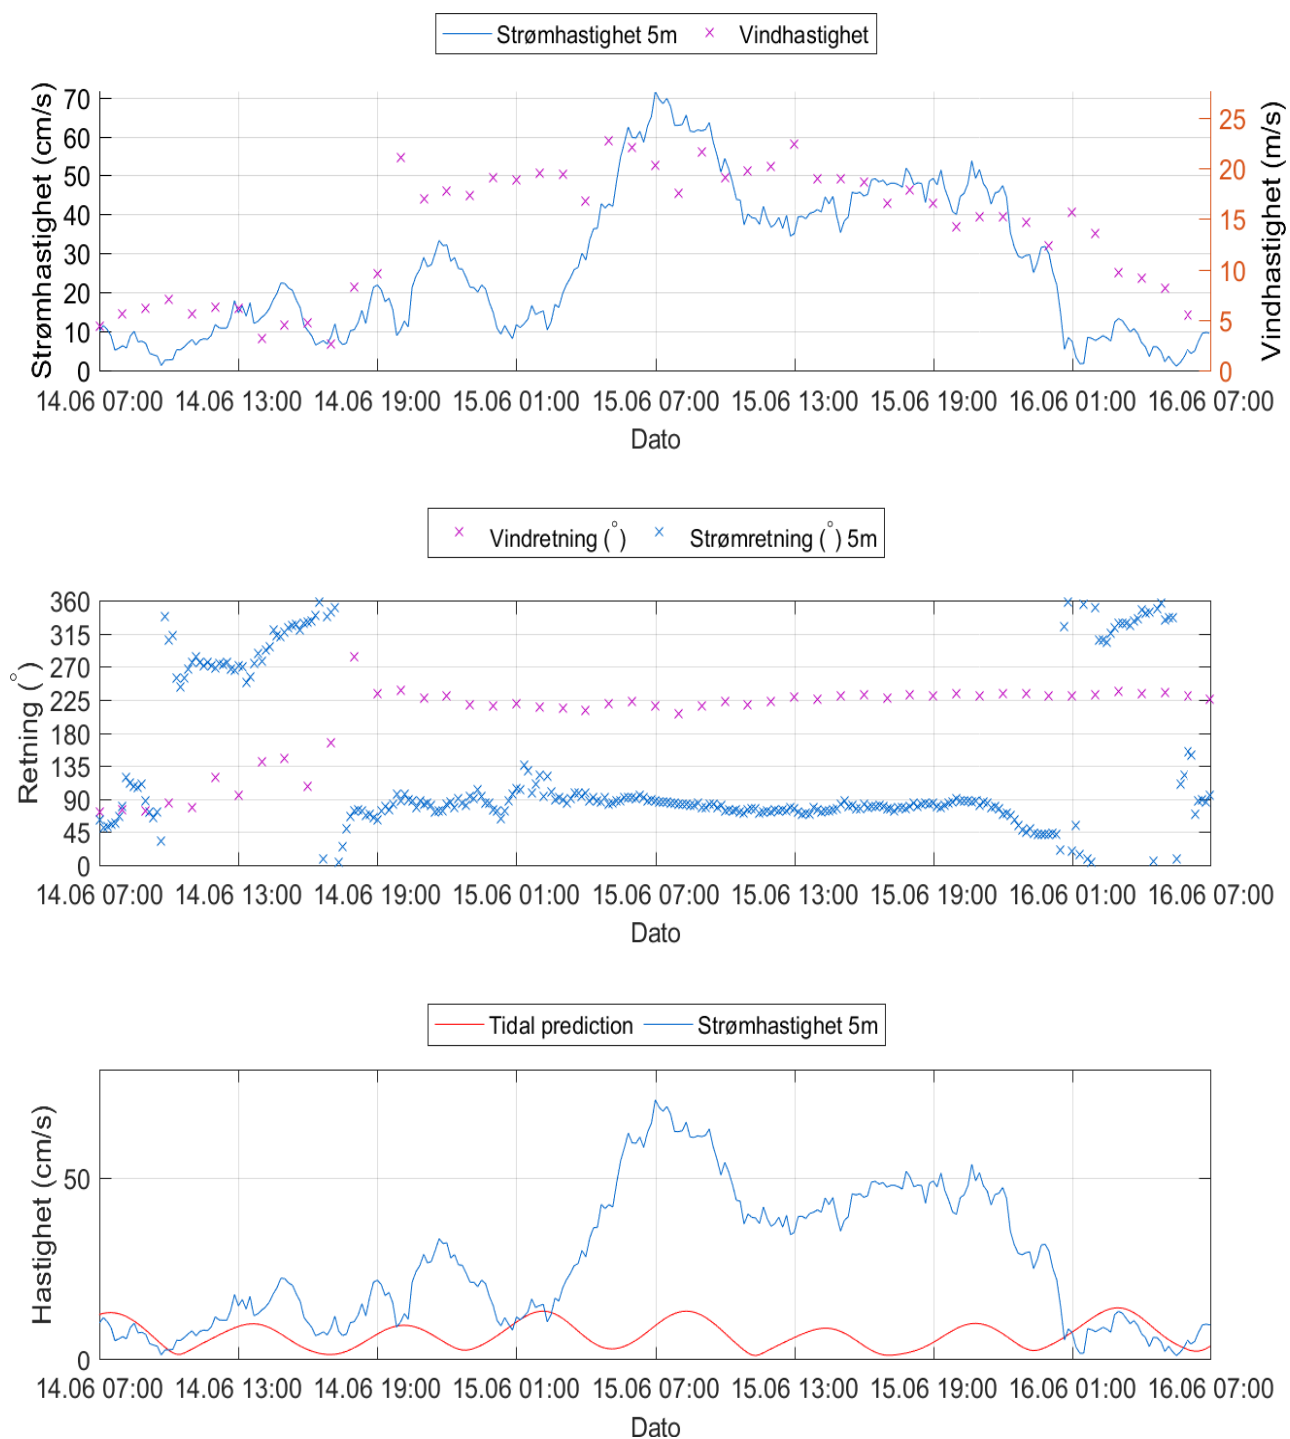 Strømhastighet 5m Vindhastighet
Strømhastighet (cm/s)
70
60
50
40
30
20
10
0
25
20
15
10
5
0
Vindhastighet (m/s)
14.06 07:00 14.06 13:00 14.06 19:00 15.06 01:00 15.06 07:00 15.06 13:00 15.06 19:00 16.06 01:00 16.06 07:00
Dato
Vindretning (°) Strømretning (°) 5m
Retning (°)
360
315
270
225
180
135
90
45
0
14.06 07:00 14.06 13:00 14.06 19:00 15.06 01:00 15.06 07:00 15.06 13:00 15.06 19:00 16.06 01:00 16.06 07:00
Dato
Tidal prediction Strømhastighet 5m
Hastighet (cm/s)
50
0
14.06 07:00 14.06 13:00 14.06 19:00 15.06 01:00 15.06 07:00 15.06 13:00 15.06 19:00 16.06 01:00 16.06 07:00
Dato